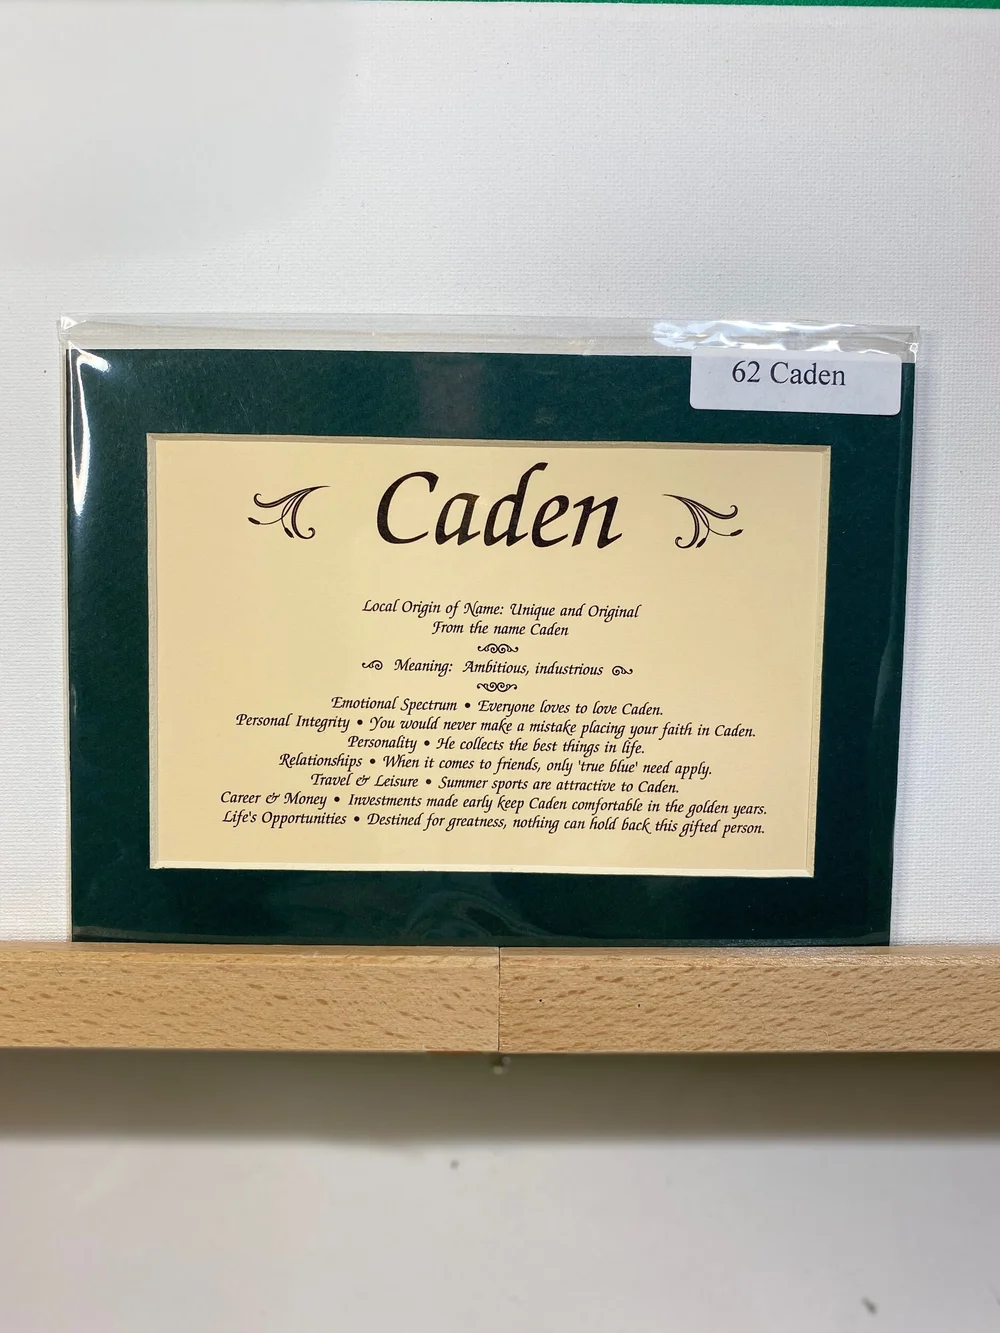 62 Caden
Caden
Local Origin of Name: Unique and Original
From the name Caden
Meaning: Ambitious, industrious
Emotional Spectrum • Everyone loves to love Caden.
Personal Integrity • You would never make a mistake placing your faith in Caden.
Personality • He collects the best things in life.
Relationships • When it comes to friends, only 'true blue' need apply.
Travel & Leisure • Summer sports are attractive to Caden.
Career & Money • Investments made early keep Caden comfortable in the golden years.
Life's Opportunities • Destined for greatness, nothing can hold back this gifted person.